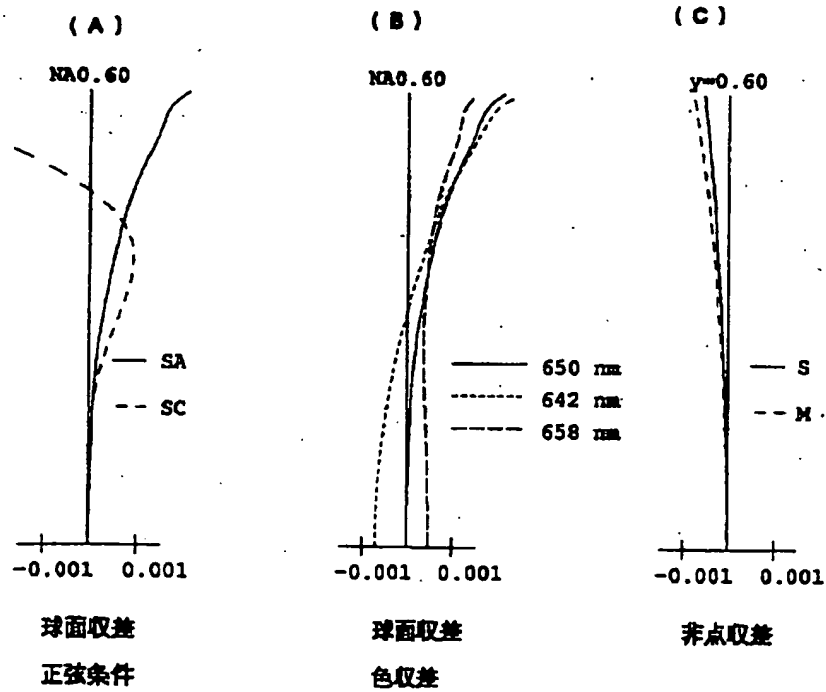 (A)
NA0.60
SA
SC
-0.001 0.001
球面収差
正弦条件
(B)
NA0.60
650 nm
642 nm
658 nm
-0.001 0.001
球面収差
色収差
(C)
y=0.60
S
M
-0.001 0.001
非点収差